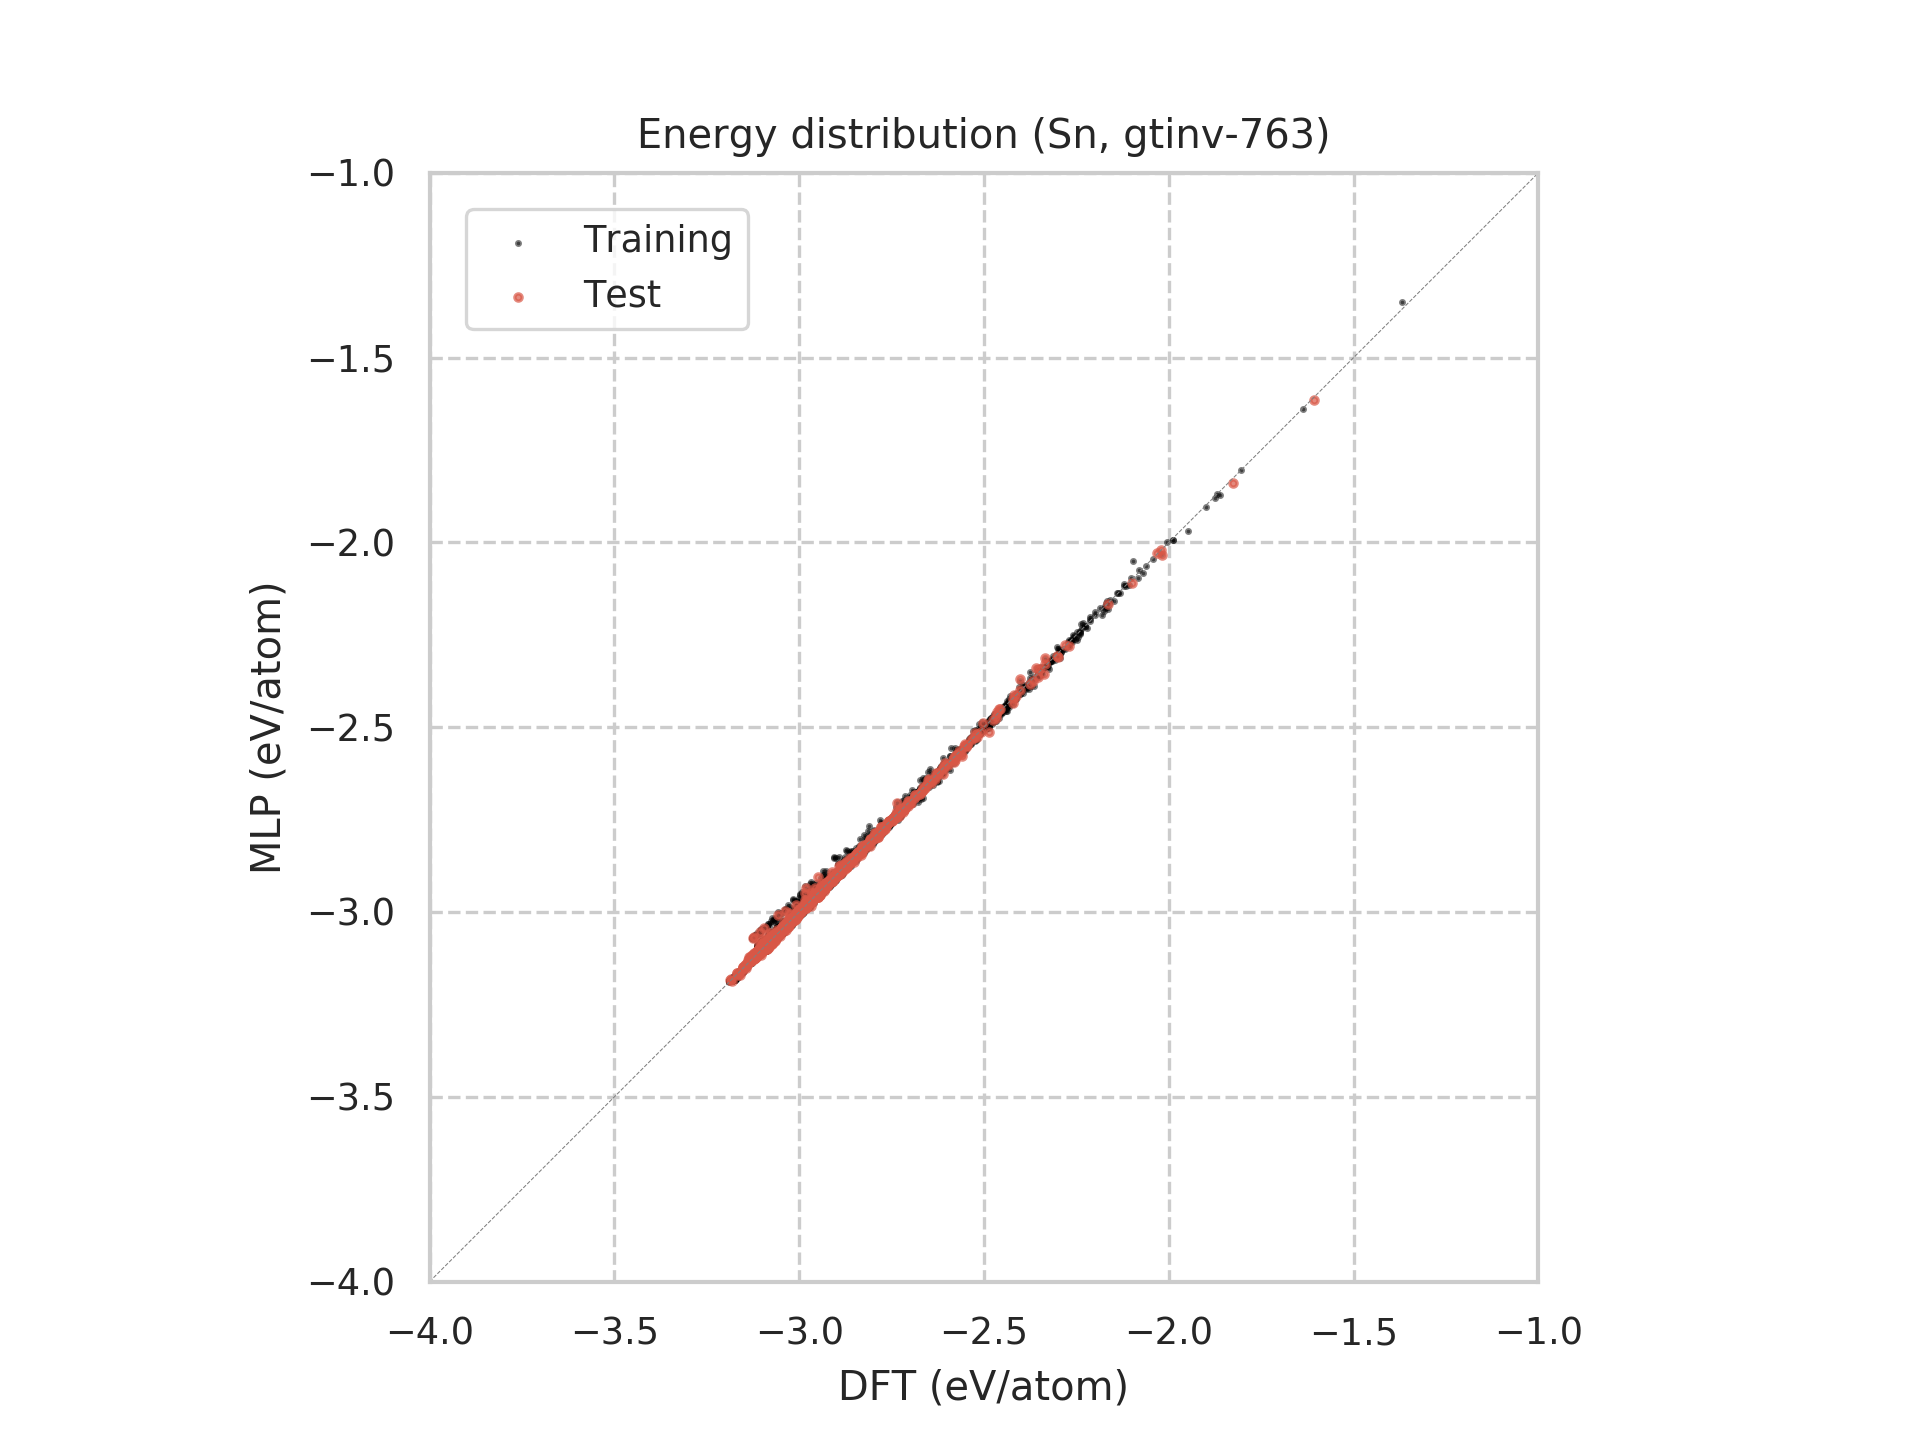 Energy distribution (Sn, gtinv-763)
−1.0
−1.5
−2.0
−2.5
−3.0
−3.5
−4.0
MLP (eV/atom)
Training
Test
−4.0 −3.5 −3.0 −2.5 −2.0 −1.5 −1.0
DFT (eV/atom)